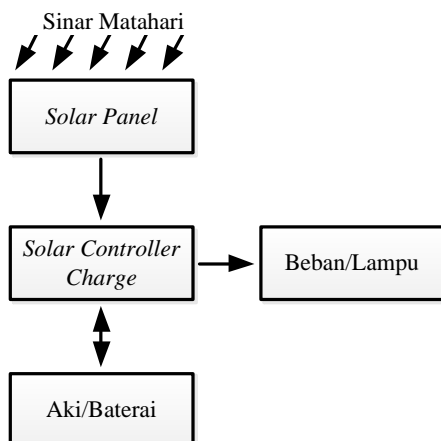 Sinar Matahari
Solar Panel
Solar Controller
Charge
Beban/Lampu
Aki/Baterai